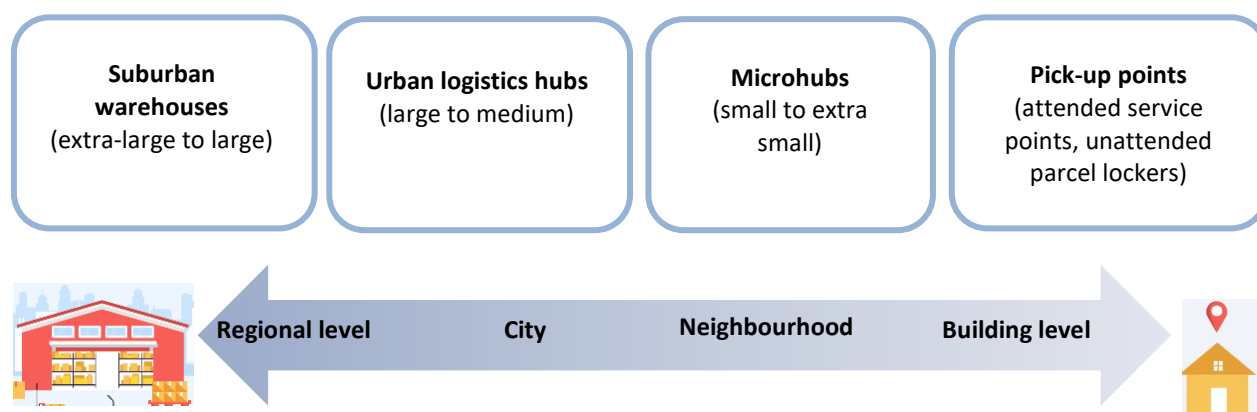 Suburban
warehouses
(extra-large to large)
Urban logistics hubs
(large to medium)
Microhubs
(small to extra
small)
Pick-up points
(attended service
points, unattended
parcel lockers)
Regional level
City
Neighbourhood
Building level